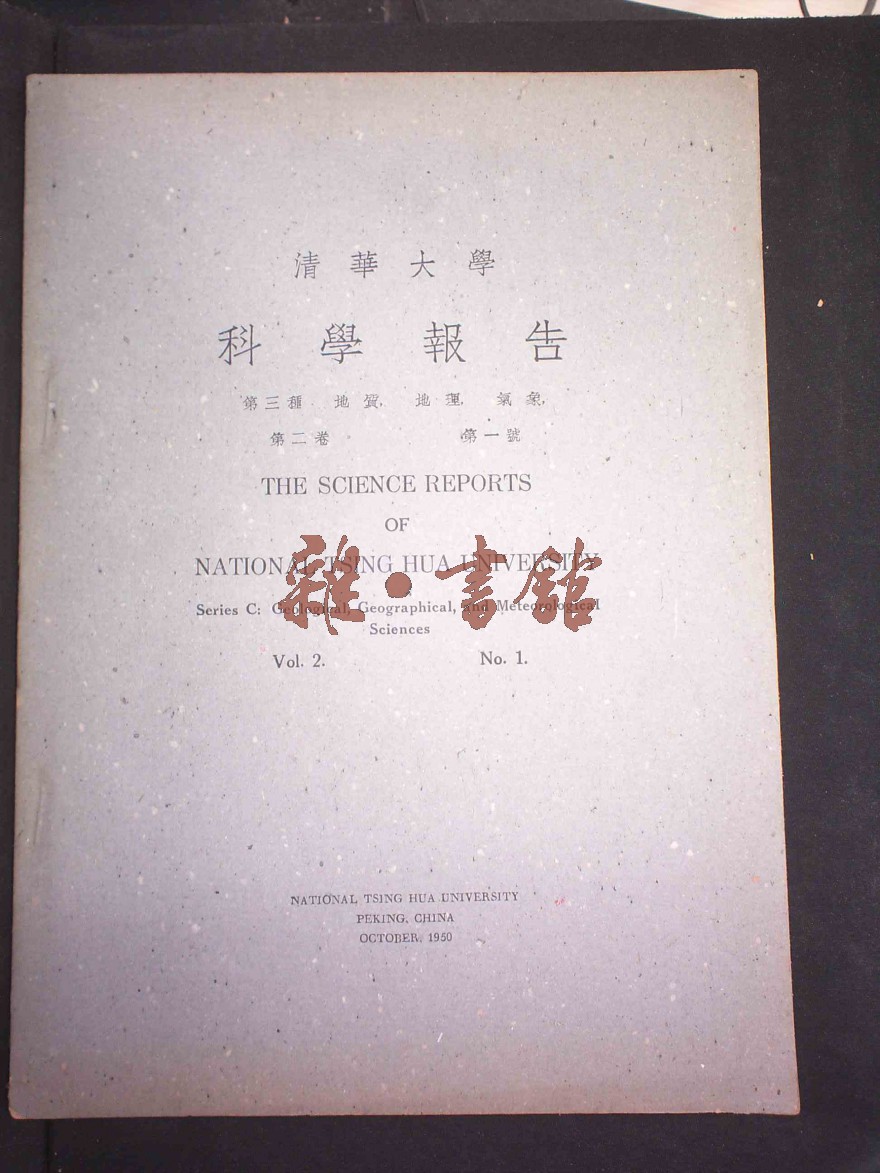 清華大學
科學報告
第三種 地質, 地理, 氣象,
第二卷 第一號
THE SCIENCE REPORTS
OF
NATIONAL TSING HUA UNIVERSITY
Series C: Geological, Geographical, and Meteorological
Sciences
Vol. 2. No. 1.
雜·書館
NATIONAL TSING HUA UNIVERSITY
PEKING, CHINA
OCTOBER, 1950